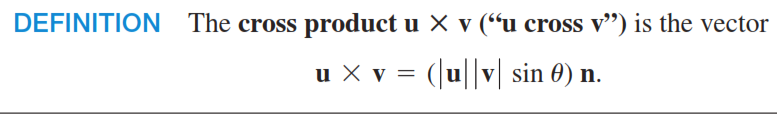 DEFINITION The cross product u × v (“u cross v”) is the vector
u × v = (|u||v| sin θ) n.